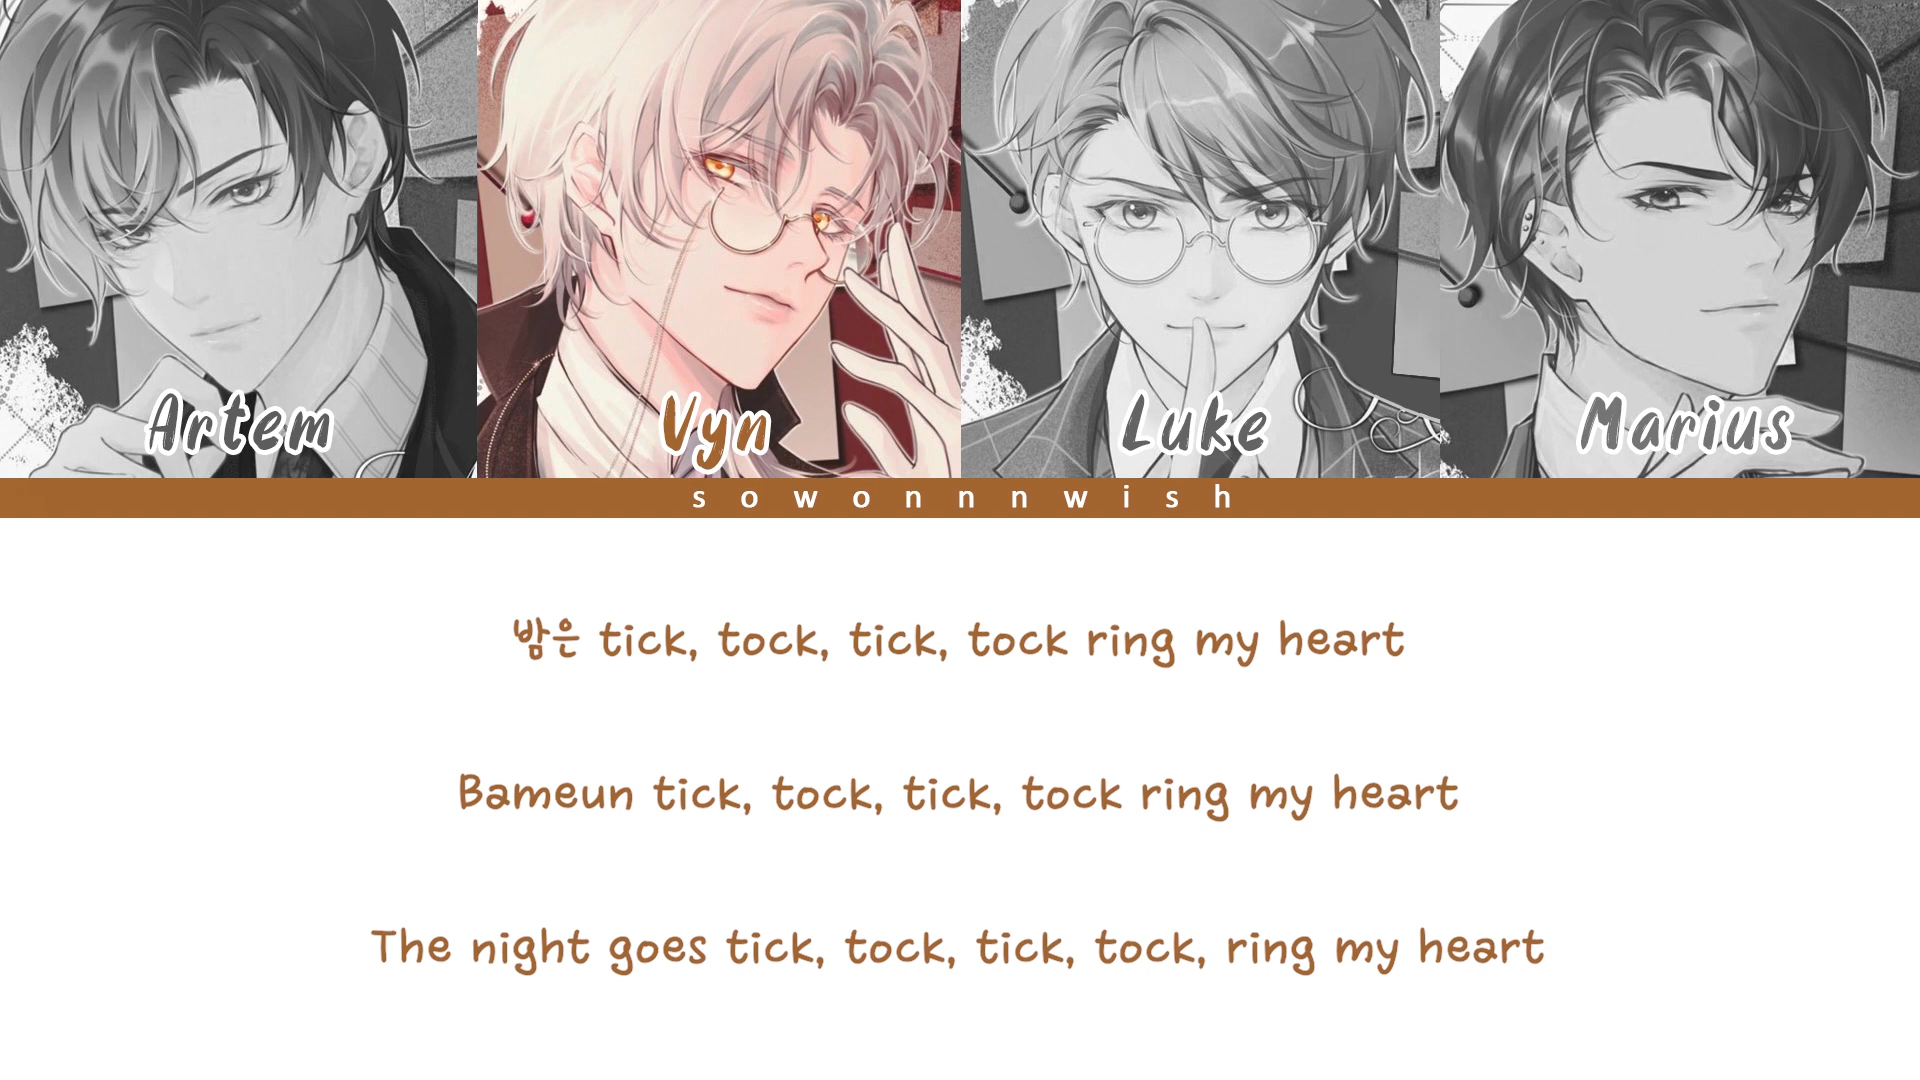 Artem Vyn Luke Marius
sowonnnwish
밤은 tick, tock, tick, tock ring my heart
Bameun tick, tock, tick, tock ring my heart
The night goes tick, tock, tick, tock, ring my heart